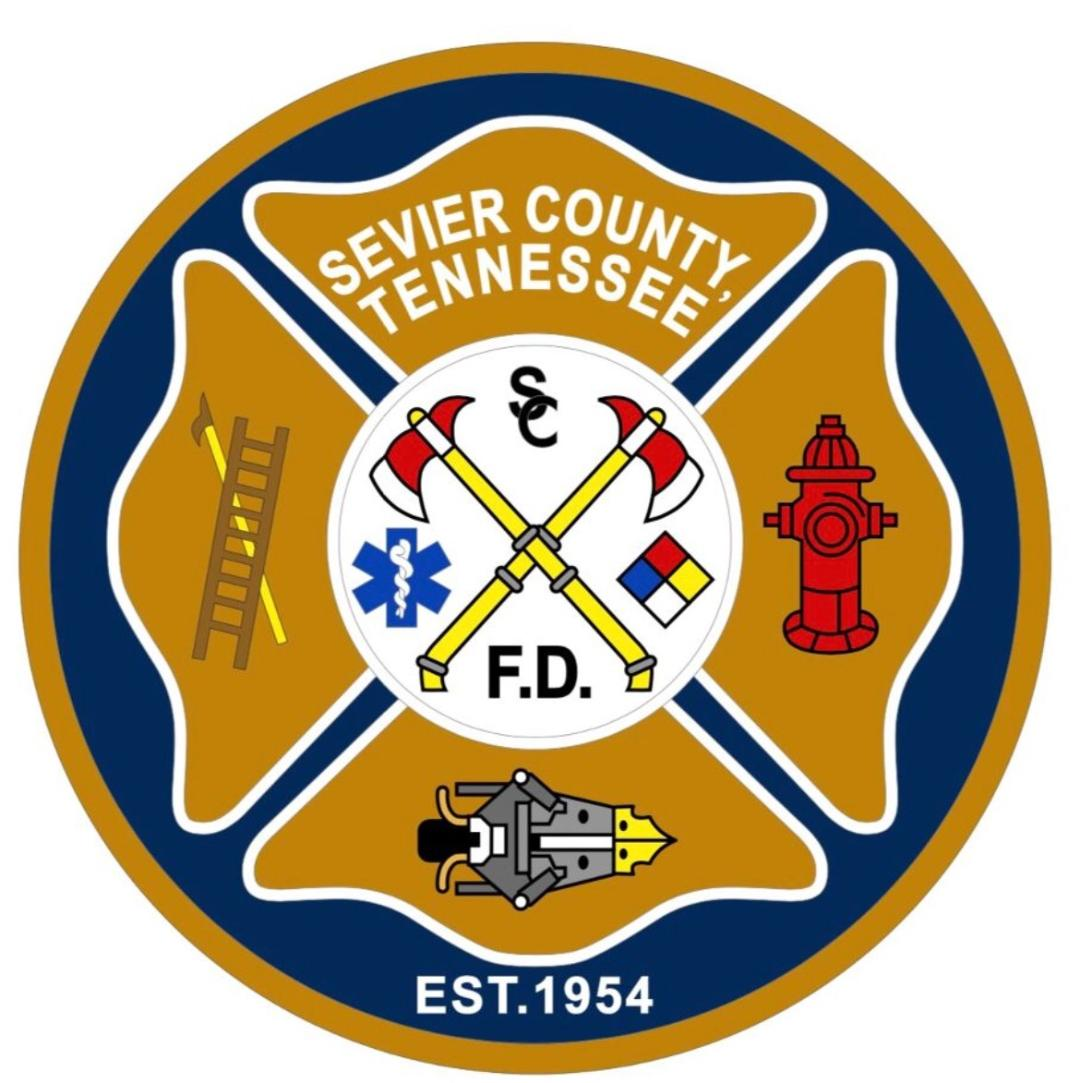 SEVIER COUNTY,
TENNESSEE
SC
F.D.
EST.1954